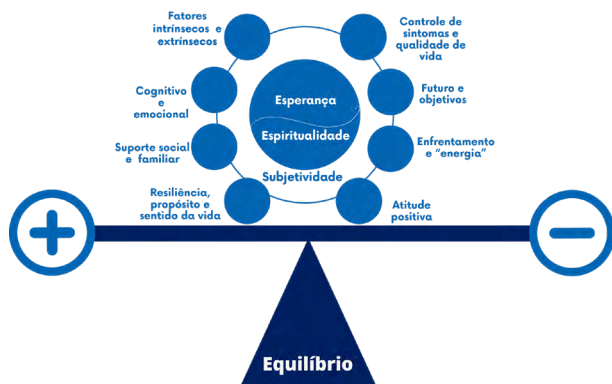 Fatores
intrínsecos e
extrínsecos
Controle de
sintomas e
qualidade de
vida
Cognitivo
e
emocional
Esperança
Espiritualidade
Futuro e
objetivos
Suporte social
e familiar
Enfrentamento
e “energia”
Subjetividade
Resiliência,
propósito e
sentido da vida
Atitude
positiva
Equilíbrio